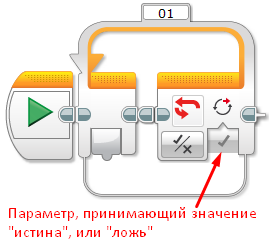 01
Параметр, принимающий значение
"истина", или "ложь"